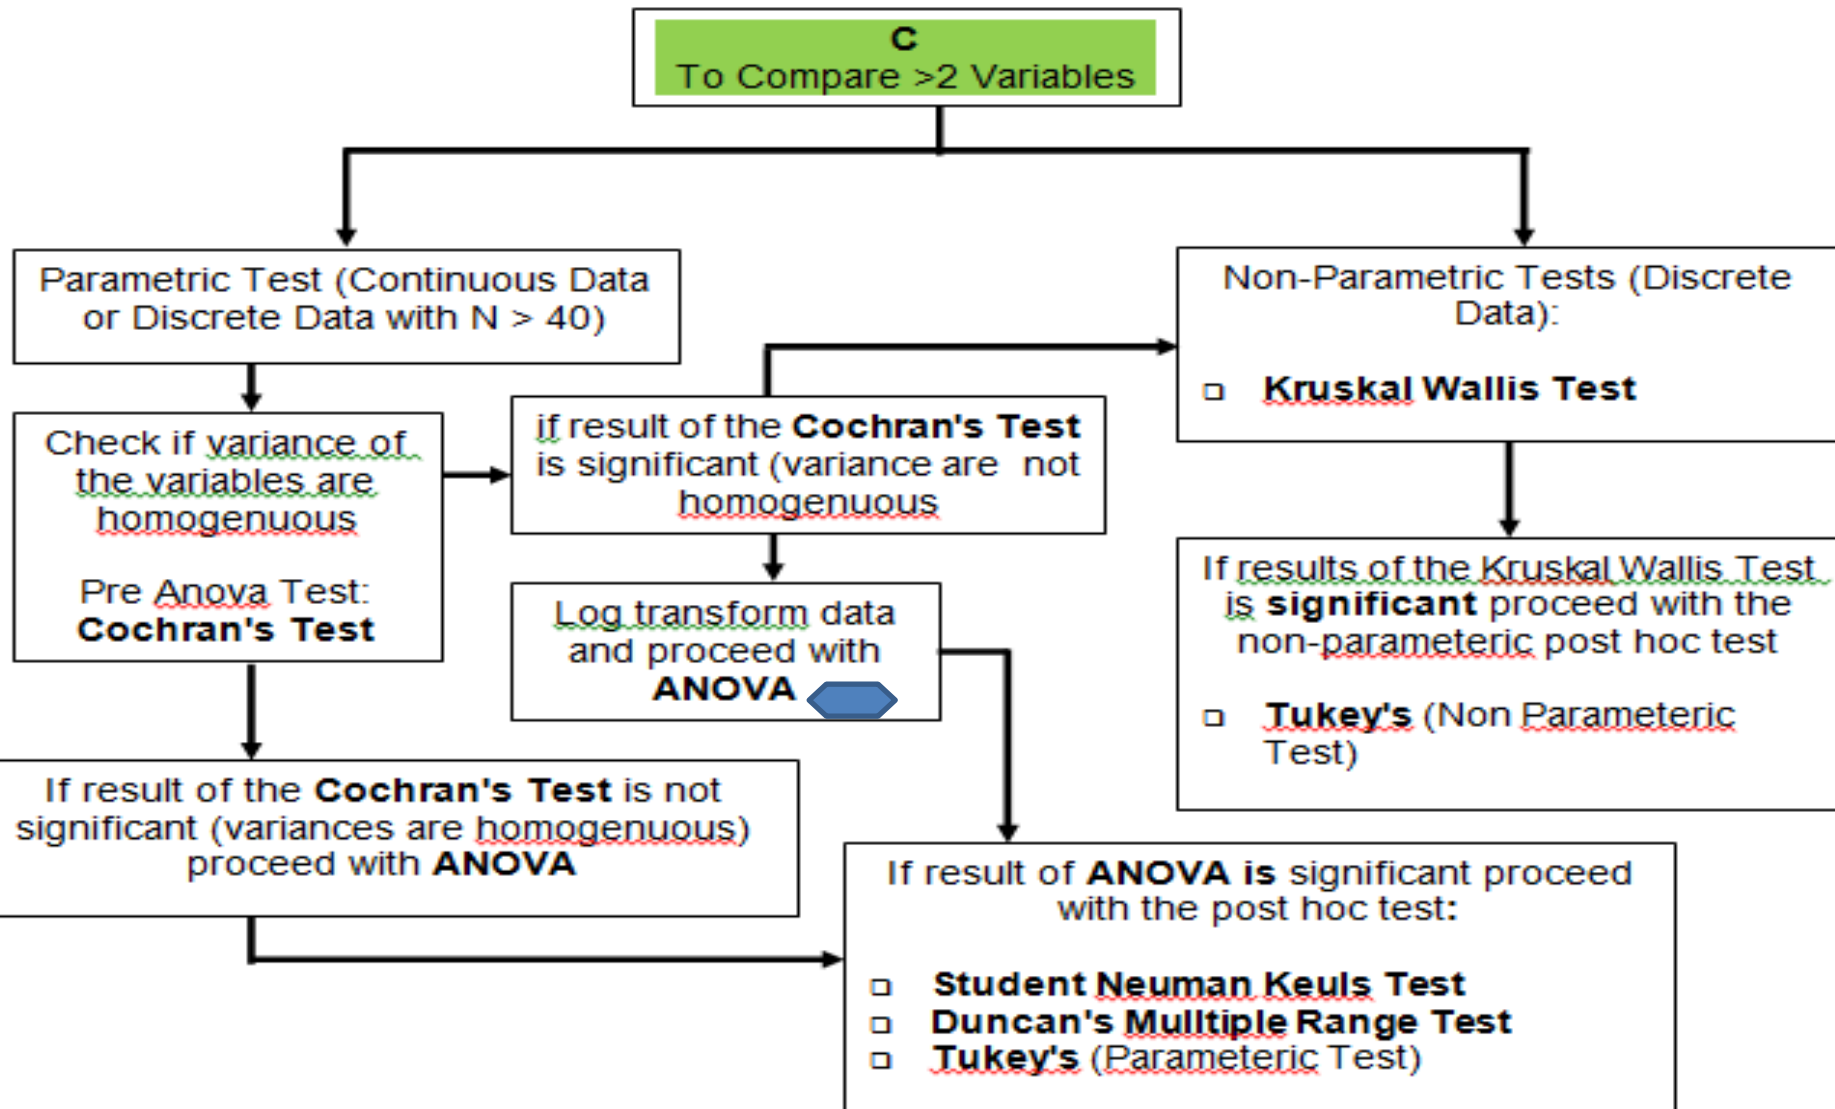 C
To Compare >2 Variables
Parametric Test (Continuous Data
or Discrete Data with N > 40)
Non-Parametric Tests (Discrete
Data):
Kruskal Wallis Test
Check if variance of
the variables are
homogenuous
Pre Anova Test:
Cochran's Test
if result of the Cochran's Test
is significant (variance are not
homogenuous
Log transform data
and proceed with
ANOVA
If results of the Kruskal Wallis Test
is significant proceed with the
non-parameteric post hoc test
Tukey's (Non Parameteric
Test)
If result of the Cochran's Test is not
significant (variances are homogenuous)
proceed with ANOVA
If result of ANOVA is significant proceed
with the post hoc test:
Student Neuman Keuls Test
Duncan's Mulltiple Range Test
Tukey's (Parameteric Test)